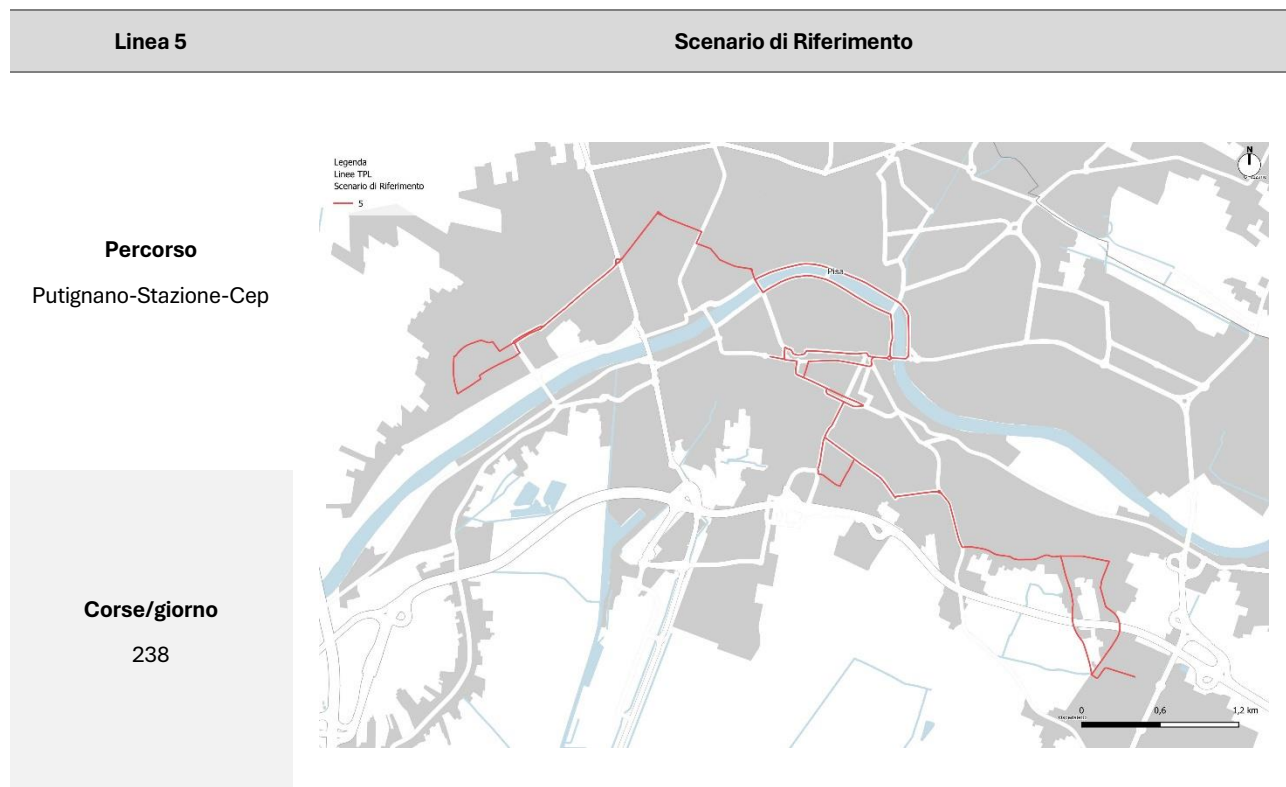 Linea 5
Scenario di Riferimento
Percorso
Putignano-Stazione-Cep
Corse/giorno
238
Legenda
Linee TPL
Scenario di Riferimento
5
N
Pisa
0
0,6
1,2 km